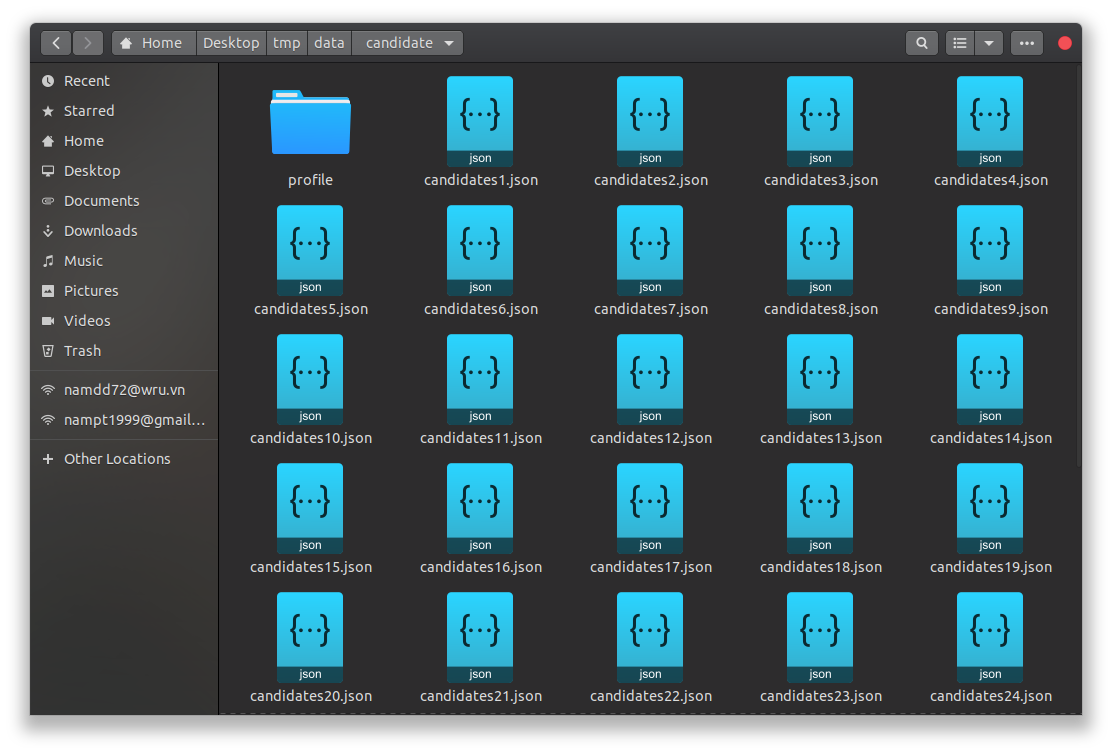 Home Desktop tmp data candidate
Recent
Starred
Home
Desktop
Documents
Downloads
Music
Pictures
Videos
Trash
namdd72@wru.vn
nampt1999@gmail...
Other Locations
json json json json
profile candidates1.json candidates2.json candidates3.json candidates4.json
json json json json json
candidates5.json candidates6.json candidates7.json candidates8.json candidates9.json
json json json json json
candidates10.json candidates11.json candidates12.json candidates13.json candidates14.json
json json json json json
candidates15.json candidates16.json candidates17.json candidates18.json candidates19.json
json json json json json
candidates20.json candidates21.json candidates22.json candidates23.json candidates24.json